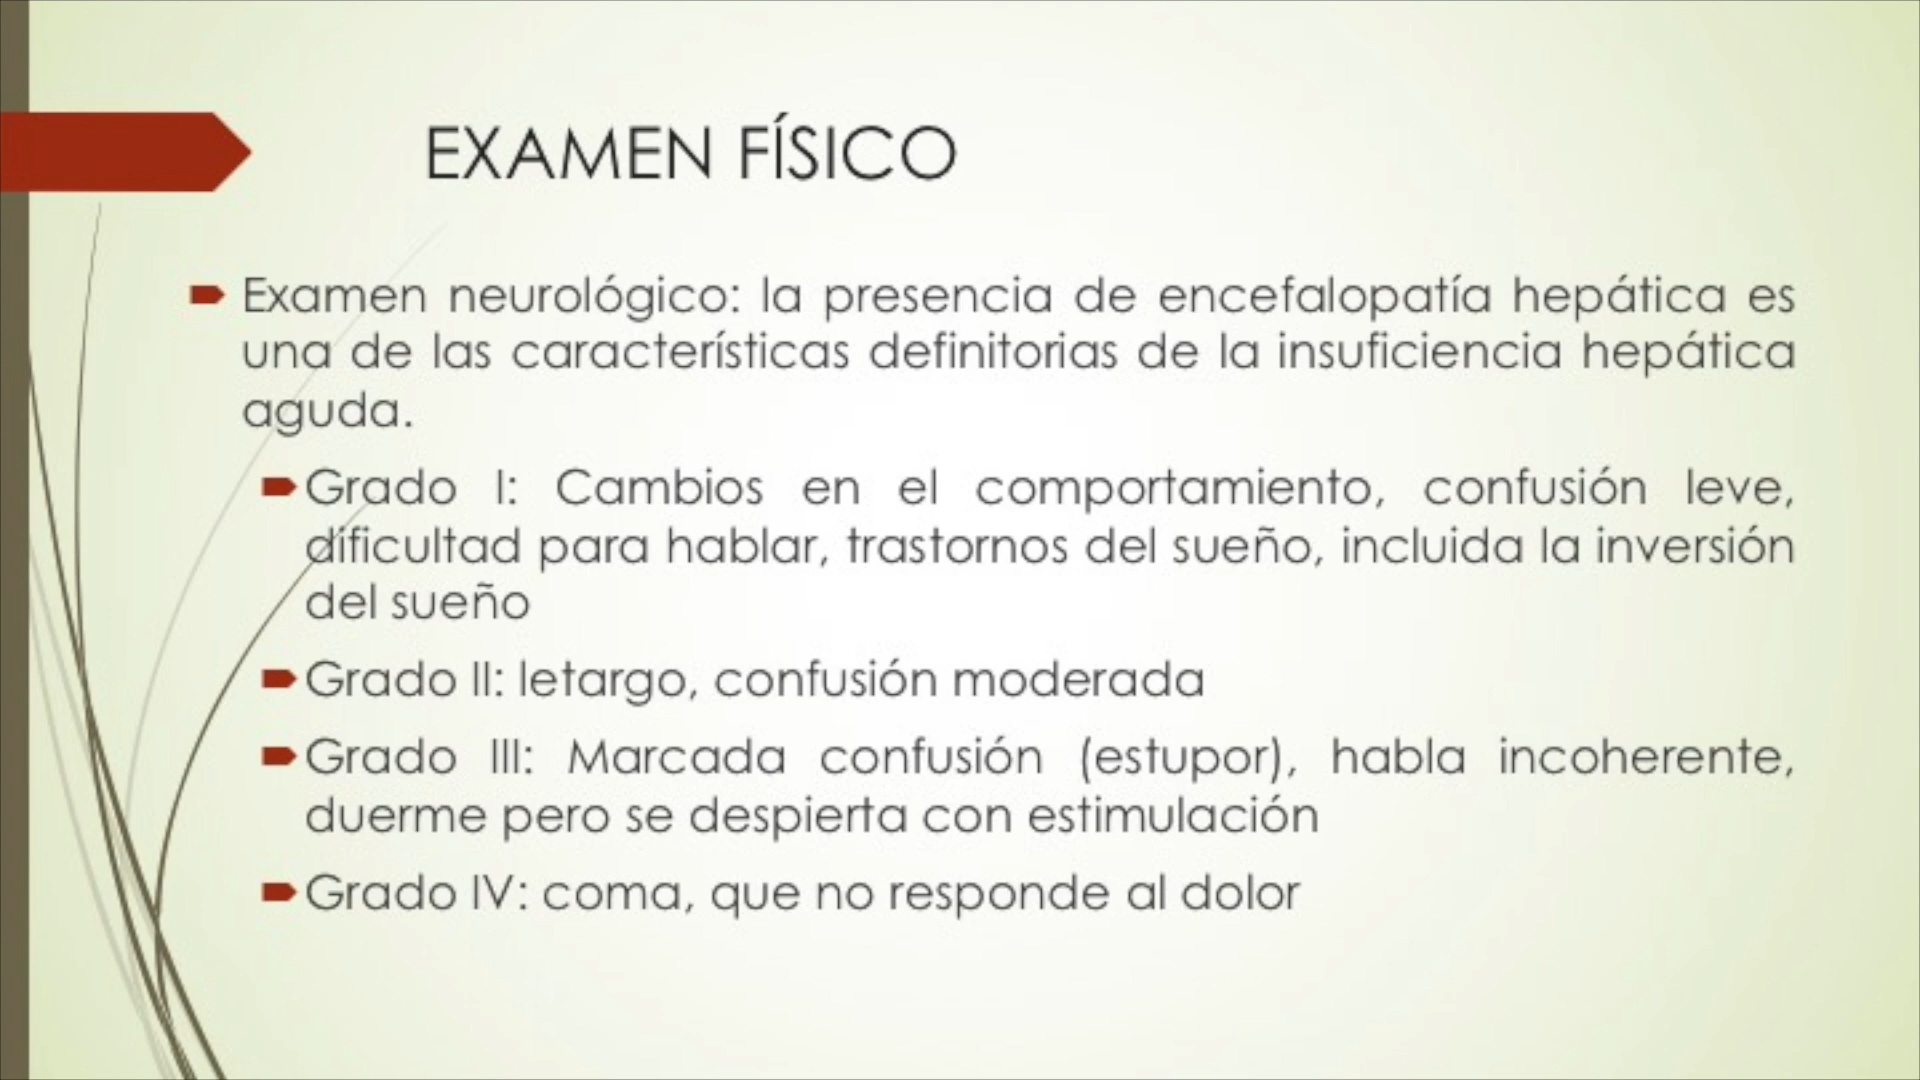 EXAMEN FÍSICO
Examen neurológico: la presencia de encefalopatía hepática es
una de las características definitorias de la insuficiencia hepática
aguda.
Grado I: Cambios en el comportamiento, confusión leve,
dificultad para hablar, trastornos del sueño, incluida la inversión
del sueño
Grado II: letargo, confusión moderada
Grado III: Marcada confusión (estupor), habla incoherente,
duerme pero se despierta con estimulación
Grado IV: coma, que no responde al dolor